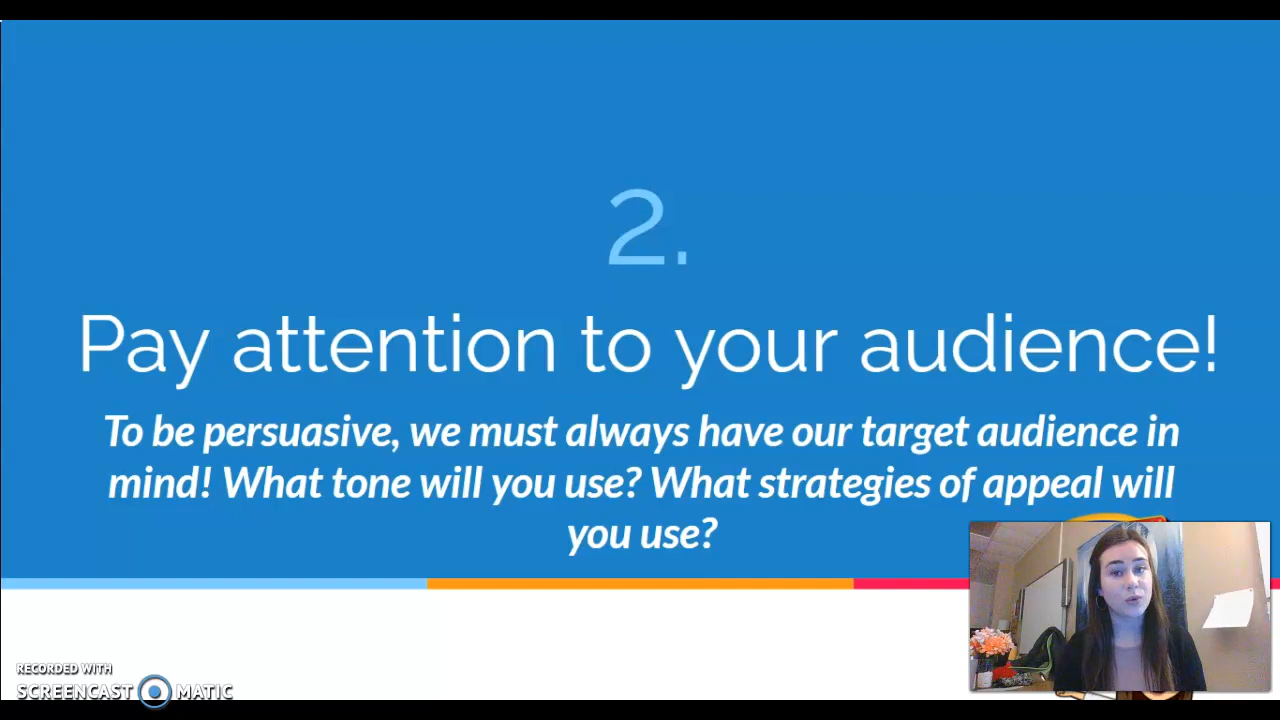 2.
Pay attention to your audience!
To be persuasive, we must always have our target audience in
mind! What tone will you use? What strategies of appeal will
you use?
RECORDED WITH
SCREENCAST MATIC